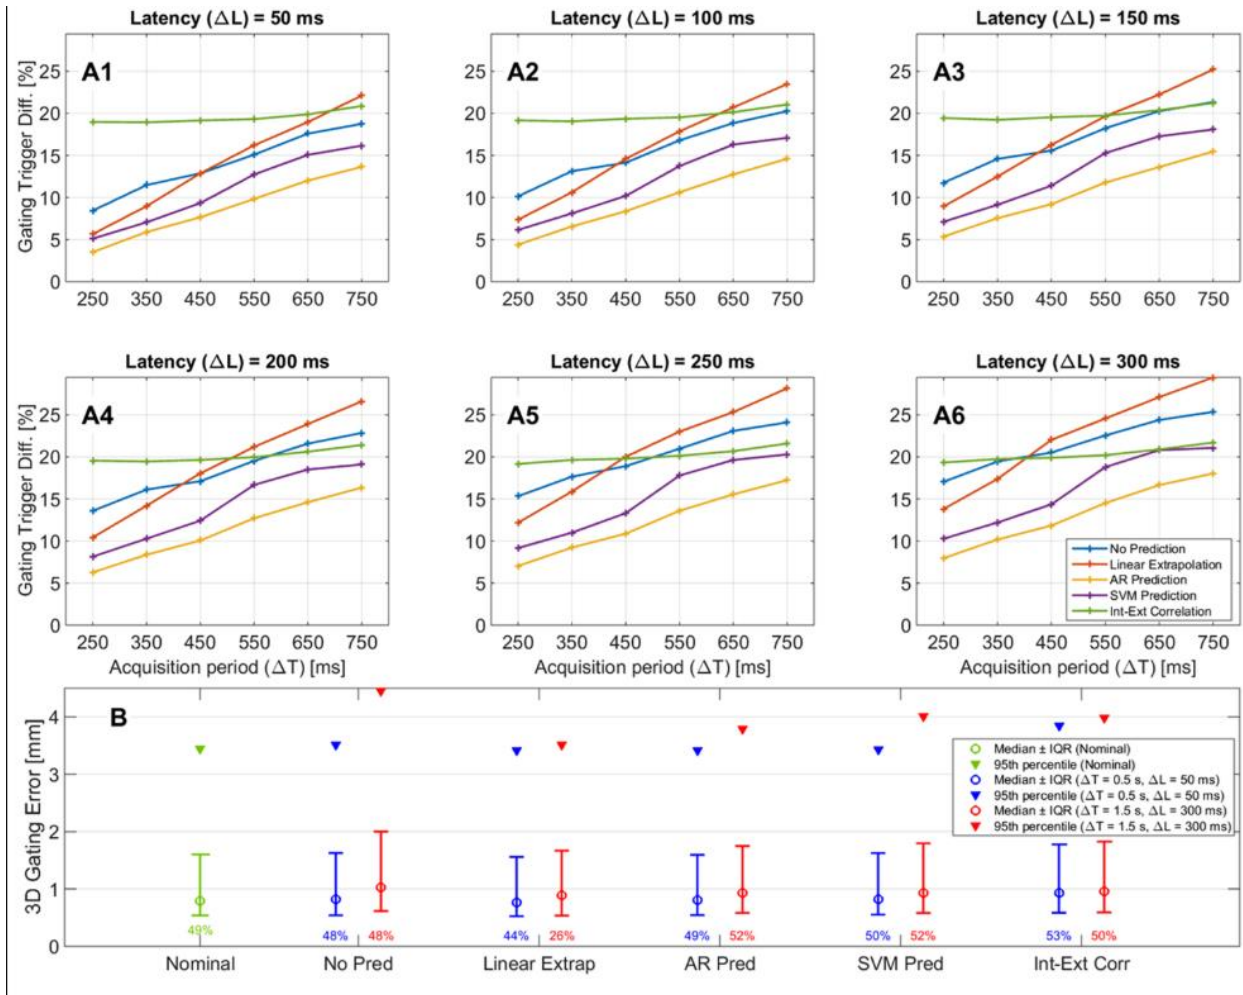 Latency (ΔL) = 50 ms
Latency (ΔL) = 100 ms
Latency (ΔL) = 150 ms
A1
A2
A3
Gating Trigger Diff. [%]
25
20
15
10
5
0
250 350 450 550 650 750
25
20
15
10
5
0
250 350 450 550 650 750
25
20
15
10
5
0
250 350 450 550 650 750
Latency (ΔL) = 200 ms
Latency (ΔL) = 250 ms
Latency (ΔL) = 300 ms
A4
A5
A6
Gating Trigger Diff. [%]
25
20
15
10
5
0
250 350 450 550 650 750
Acquisition period (ΔT) [ms]
25
20
15
10
5
0
250 350 450 550 650 750
Acquisition period (ΔT) [ms]
25
20
15
10
5
0
No Prediction
Linear Extrapolation
AR Prediction
SVM Prediction
Int-Ext Correlation
250 350 450 550 650 750
Acquisition period (ΔT) [ms]
B
3D Gating Error [mm]
4
3
2
1
0
Median ± IQR (Nominal)
95th percentile (Nominal)
Median ± IQR (ΔT = 0.5 s, ΔL = 50 ms)
95th percentile (ΔT = 0.5 s, ΔL = 50 ms)
Median ± IQR (ΔT = 1.5 s, ΔL = 300 ms)
95th percentile (ΔT = 1.5 s, ΔL = 300 ms)
49%
48% 48%
44% 26%
49% 52%
50% 52%
53% 50%
Nominal
No Pred
Linear Extrap
AR Pred
SVM Pred
Int-Ext Corr